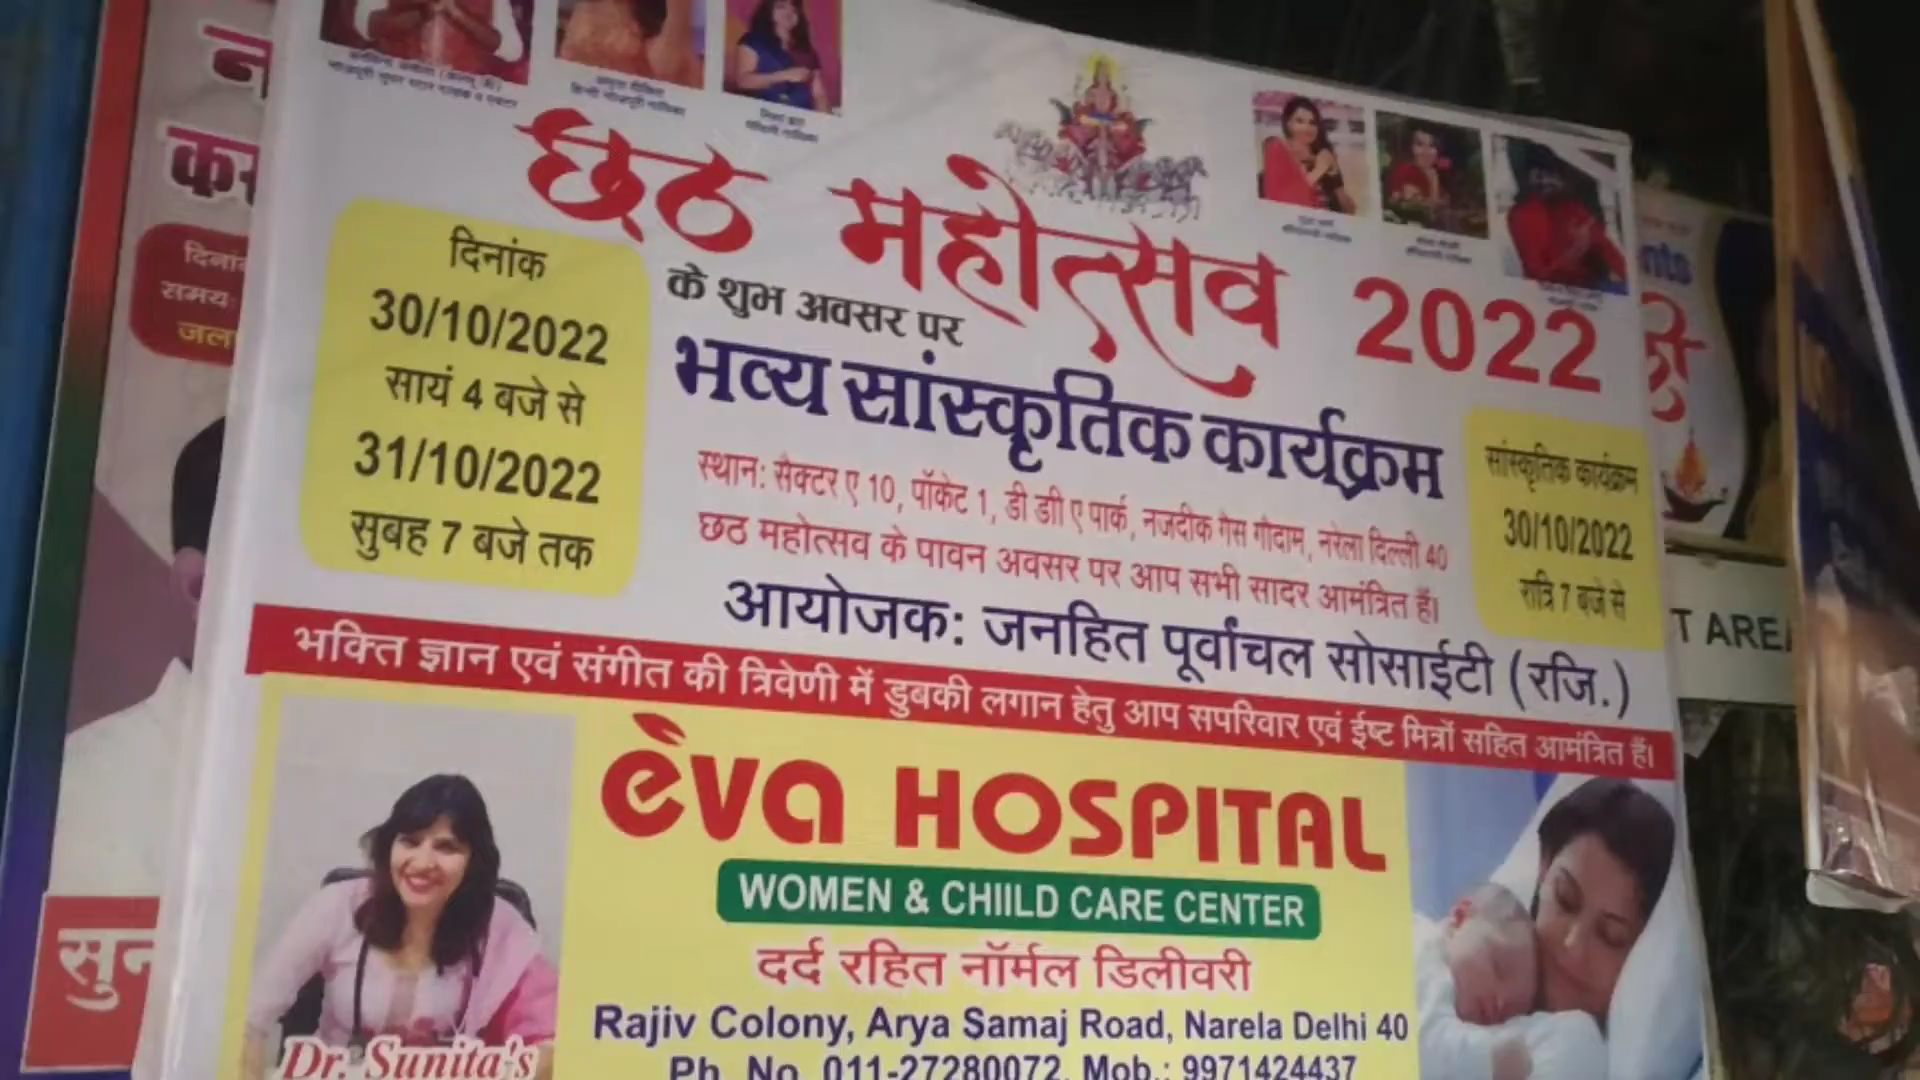 छठ महोत्सव 2022
के शुभ अवसर पर
भव्य सांस्कृतिक कार्यक्रम
दिनांक
30/10/2022
सायं 4 बजे से
31/10/2022
सुबह 7 बजे तक
स्थान: सैक्टर ए 10, पॉकेट 1, डी डाी ए पार्क, नजदीक गैस गौदाम, नरेला दिल्ली 40
छठ महोत्सव के पावन अवसर पर आप सभी सादर आमंत्रित हैं।
सांस्कृतिक कार्यक्रम
30/10/2022
रात्रि 7 बजे से
आयोजक: जनहित पूर्वांचल सोसाईटी (रजि.)
भक्ति ज्ञान एवं संगीत की त्रिवेणी में डुबकी लगान हेतु आप सपरिवार एवं ईष्ट मित्रों सहित आमंत्रित हैं।
eva HOSPITAL
WOMEN & CHIILD CARE CENTER
दर्द रहित नॉर्मल डिलीवरी
Rajiv Colony, Arya Samaj Road, Narela Delhi 40
Ph. No. 011-27280072, Mob.: 9971424437
Dr. Sunita's
समय: